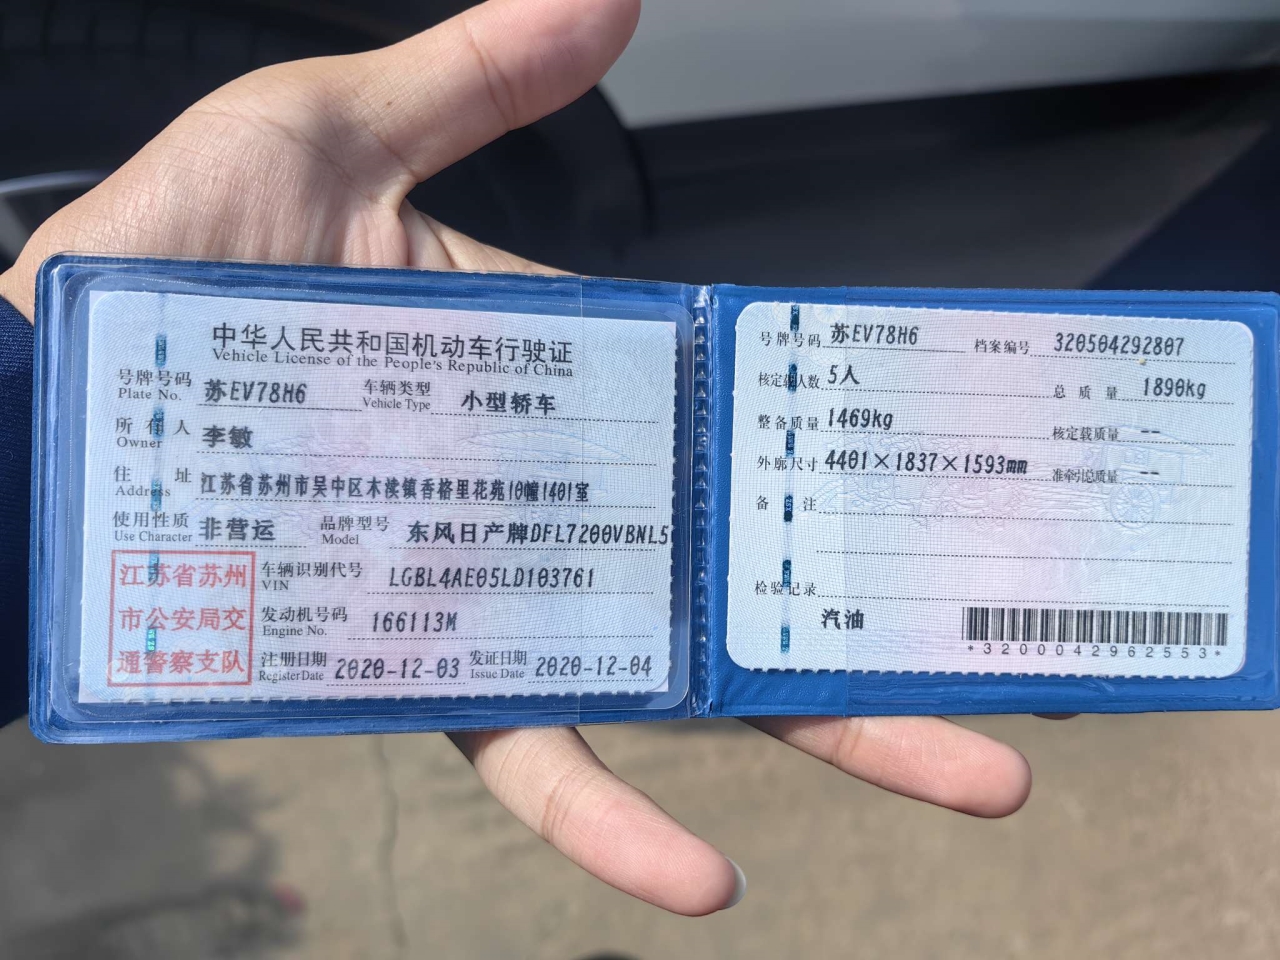 中华人民共和国机动车行驶证
Vehicle License of the People's Republic of China
号牌号码 苏EV78H6 车辆类型 小型轿车
Plate No. Vehicle Type
所有人 李敏
Owner
住址 江苏省苏州市吴中区木渎镇香格里花苑10幢1401室
Address
使用性质 非营运 品牌型号 东风日产牌DFL7200VBNL5
Use Character Model
江苏省苏州
市公安局交
通警察支队
车辆识别代号 LGBL4AE05LD103761
VIN
发动机号码 166113M
Engine No.
注册日期 2020-12-03 发证日期 2020-12-04
Register Date Issue Date
号牌号码 苏EV78H6 档案编号 320504292807
核定载人数 5人 总质量 1890kg
整备质量 1469kg 核定载质量 --
外廓尺寸 4401×1837×1593mm 准牵引总质量 --
备注
检验记录
汽油
*3200042962553*